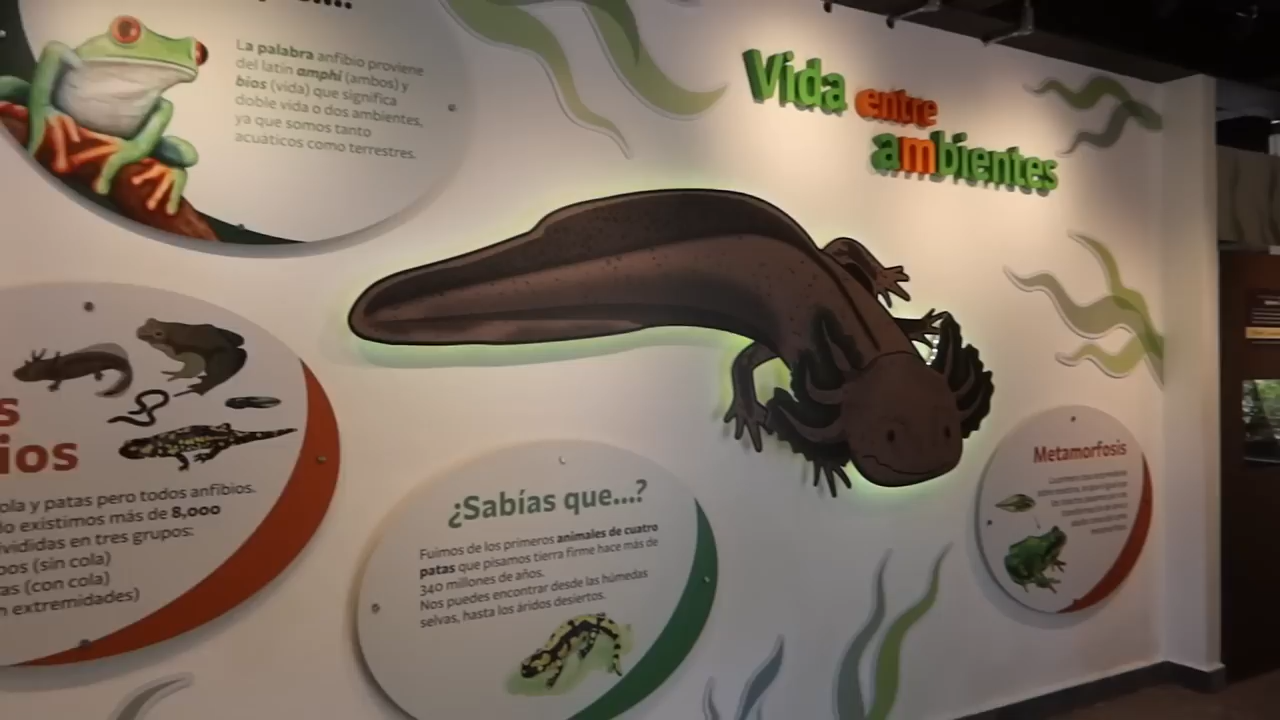 La palabra anfibio proviene
del latín amphi (ambos) y
bios (vida) que significa
doble vida o dos ambientes,
ya que somos tanto
acuáticos como terrestres.
Vida entre
ambientes
s
ios
ola y patas pero todos anfibios.
do existimos más de 8,000
ivididas en tres grupos:
pos (sin cola)
as (con cola)
n extremidades)
¿Sabías que...?
Fuimos de los primeros animales de cuatro
patas que pisamos tierra firme hace más de
340 millones de años.
Nos puedes encontrar desde las húmedas
selvas, hasta los áridos desiertos.
Metamorfosis